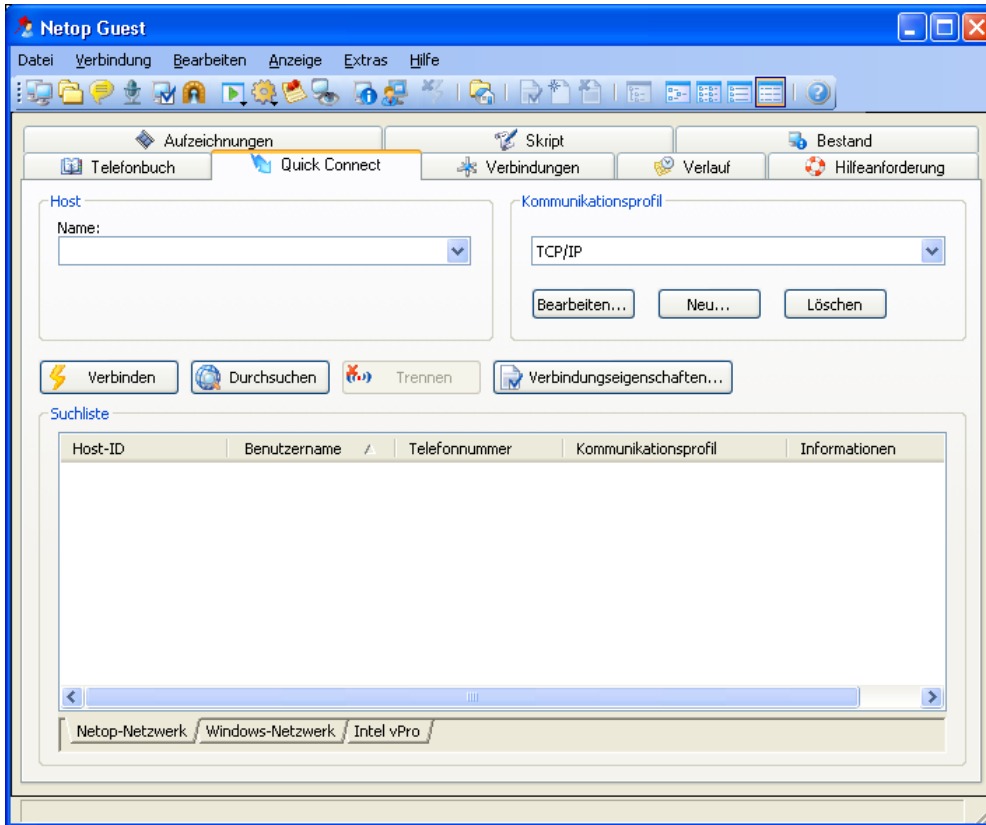 Netop Guest
Datei Verbindung Bearbeiten Anzeige Extras Hilfe
Aufzeichnungen Skript Bestand
Telefonbuch Quick Connect Verbindungen Verlauf Hilfeanforderung
Host Kommunikationsprofil
Name:
TCP/IP
Bearbeiten... Neu... Löschen
Verbinden Durchsuchen Trennen Verbindungseigenschaften...
Suchliste
Host-ID Benutzername Telefonnummer Kommunikationsprofil Informationen
Netop-Netzwerk Windows-Netzwerk Intel vPro